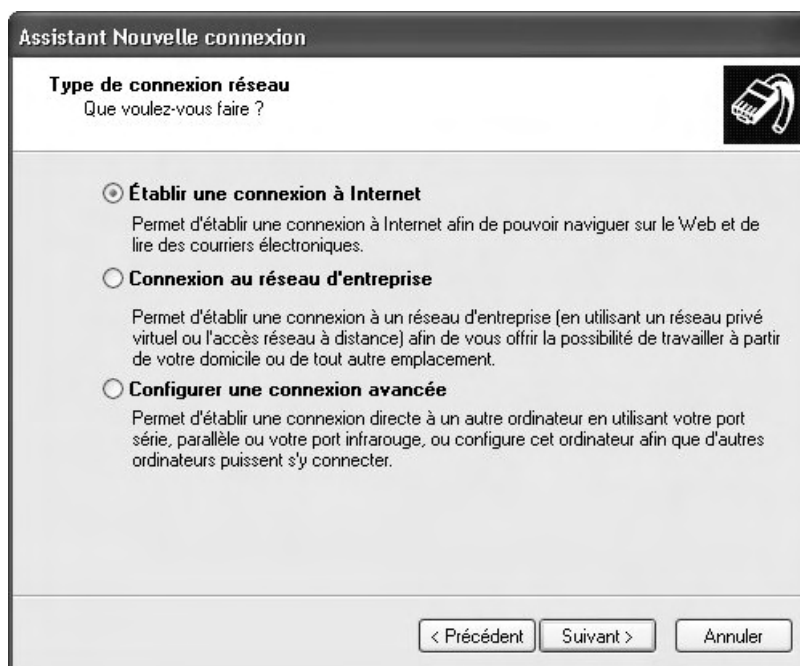 Assistant Nouvelle connexion
Type de connexion réseau
Que voulez-vous faire ?
Établir une connexion à Internet
Permet d'établir une connexion à Internet afin de pouvoir naviguer sur le Web et de
lire des courriers électroniques.
Connexion au réseau d'entreprise
Permet d'établir une connexion à un réseau d'entreprise (en utilisant un réseau privé
virtuel ou l'accès réseau à distance) afin de vous offrir la possibilité de travailler à partir
de votre domicile ou de tout autre emplacement.
Configurer une connexion avancée
Permet d'établir une connexion directe à un autre ordinateur en utilisant votre port
série, parallèle ou votre port infrarouge, ou configure cet ordinateur afin que d'autres
ordinateurs puissent s'y connecter.
< Précédent Suivant > Annuler